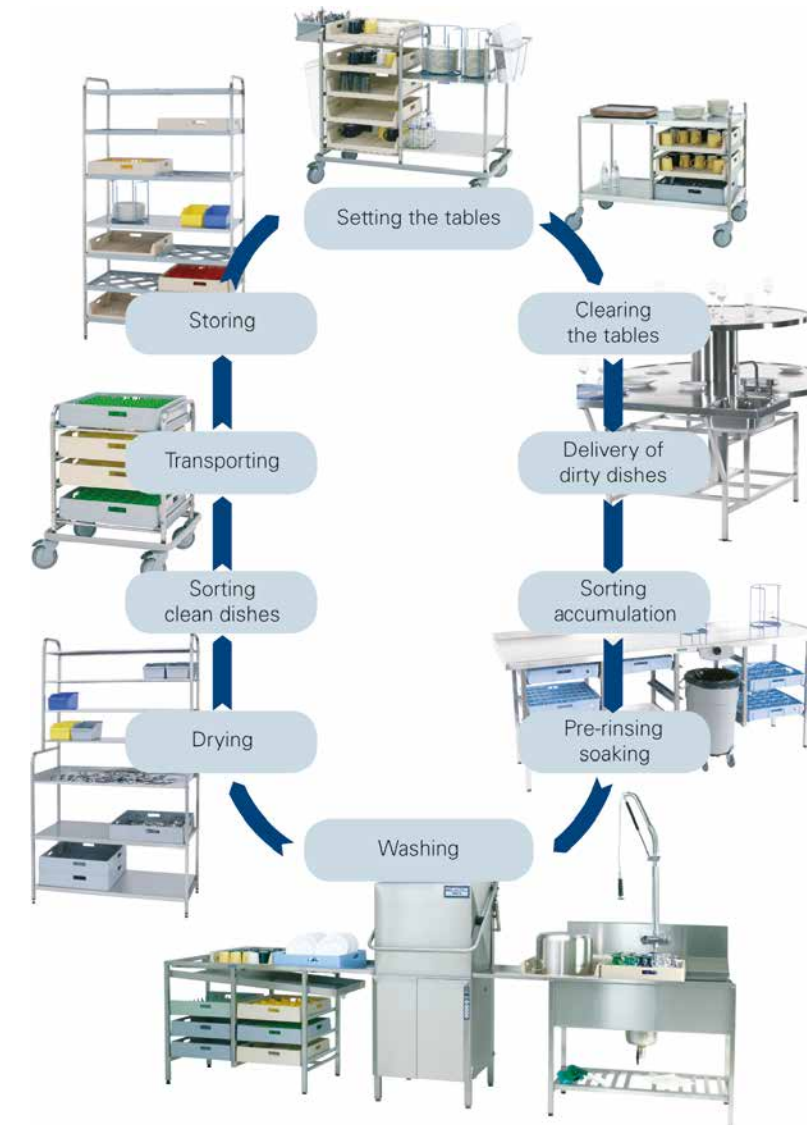 Setting the tables
Clearing
the tables
Delivery of
dirty dishes
Sorting
accumulation
Pre-rinsing
soaking
Washing
Drying
Sorting
clean dishes
Transporting
Storing